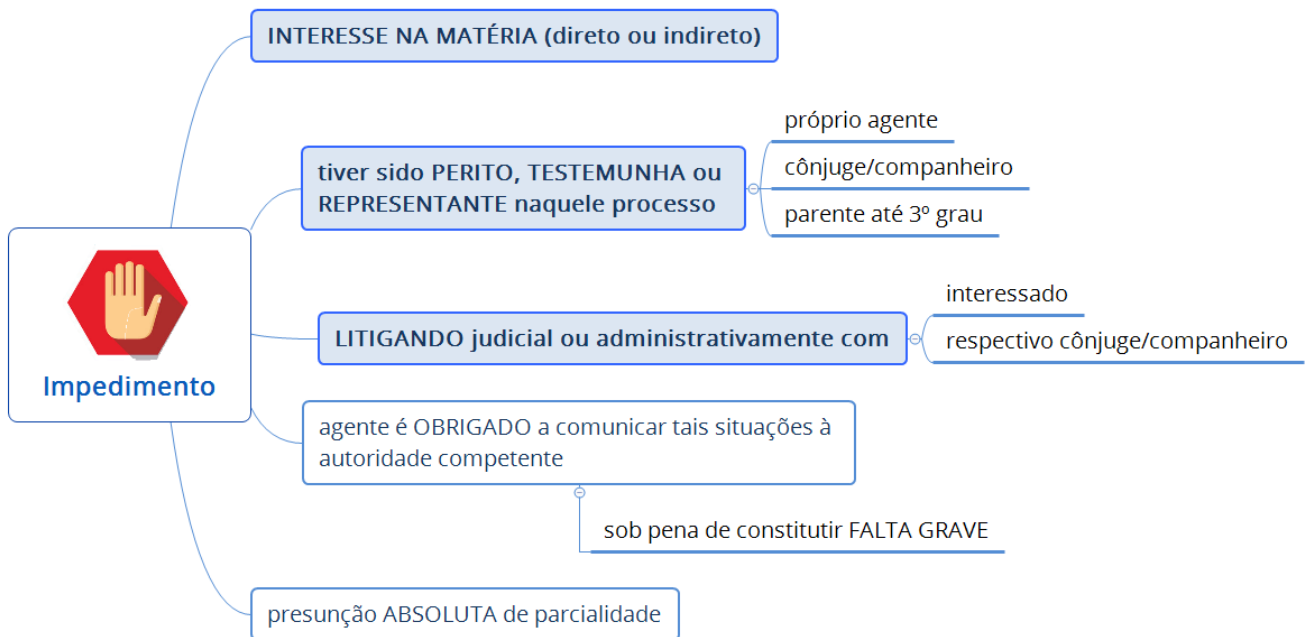 INTERESSE NA MATÉRIA (direto ou indireto)
tiver sido PERITO, TESTEMUNHA ou
REPRESENTANTE naquele processo
próprio agente
cônjuge/companheiro
parente até 3º grau
Impedimento
LITIGANDO judicial ou administrativamente com
interessado
respectivo cônjuge/companheiro
agente é OBRIGADO a comunicar tais situações à
autoridade competente
sob pena de constitutir FALTA GRAVE
presunção ABSOLUTA de parcialidade